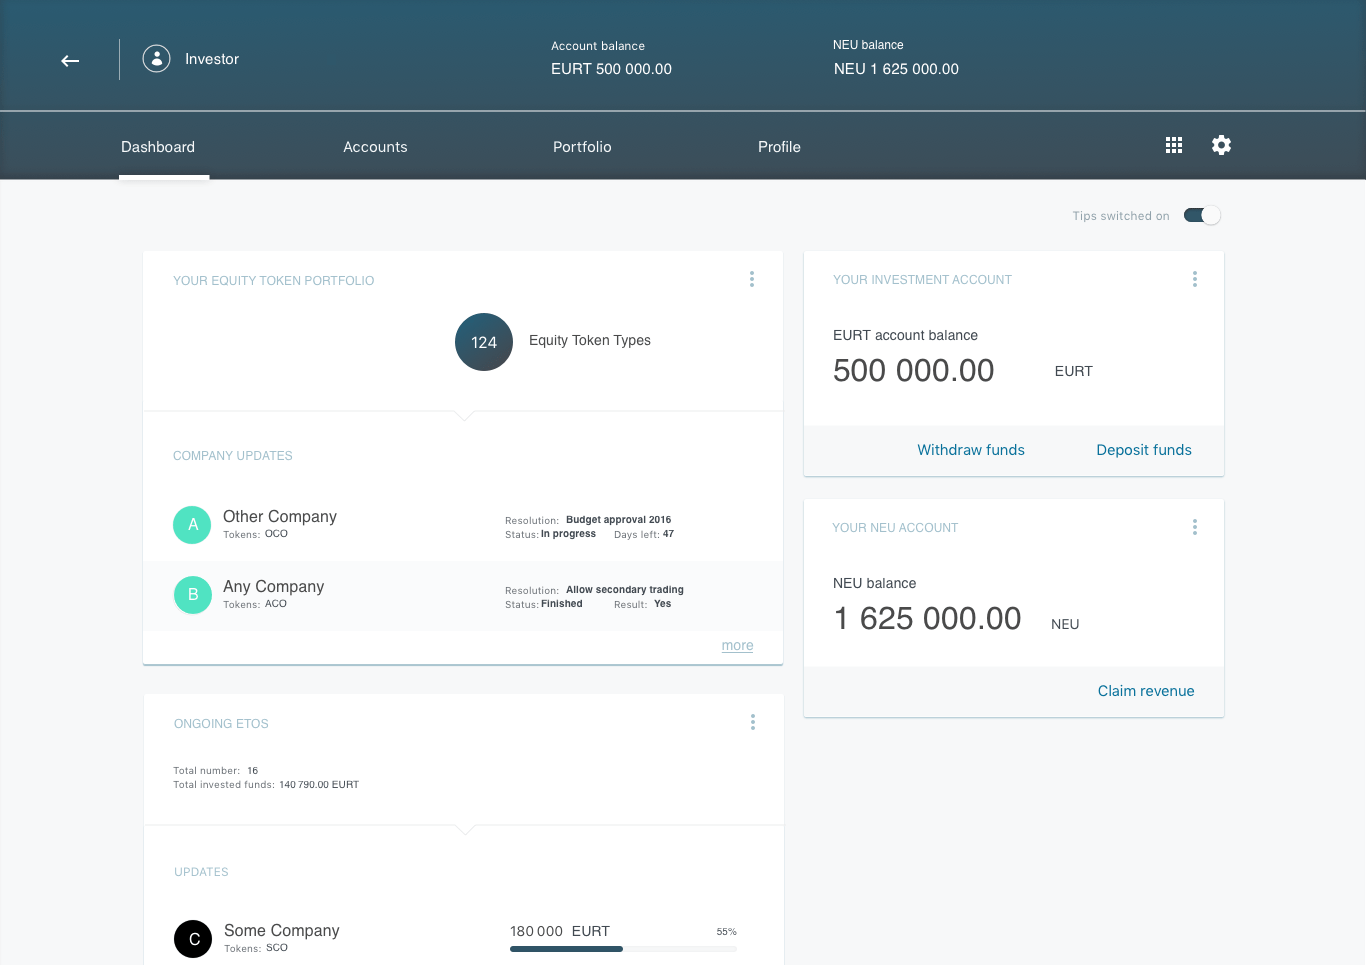 Investor
Account balance
EURT 500 000.00
NEU balance
NEU 1 625 000.00
Dashboard
Accounts
Portfolio
Profile
Tips switched on
YOUR EQUITY TOKEN PORTFOLIO
124
Equity Token Types
COMPANY UPDATES
A
Other Company
Tokens: OCO
Resolution: Budget approval 2016
Status: In progress Days left: 47
B
Any Company
Tokens: ACO
Resolution: Allow secondary trading
Status: Finished Result: Yes
more
YOUR INVESTMENT ACCOUNT
EURT account balance
500 000.00 EURT
Withdraw funds Deposit funds
YOUR NEU ACCOUNT
NEU balance
1 625 000.00 NEU
Claim revenue
ONGOING ETOS
Total number: 16
Total invested funds: 140 790.00 EURT
UPDATES
C
Some Company
Tokens: SCO
180 000 EURT 55%